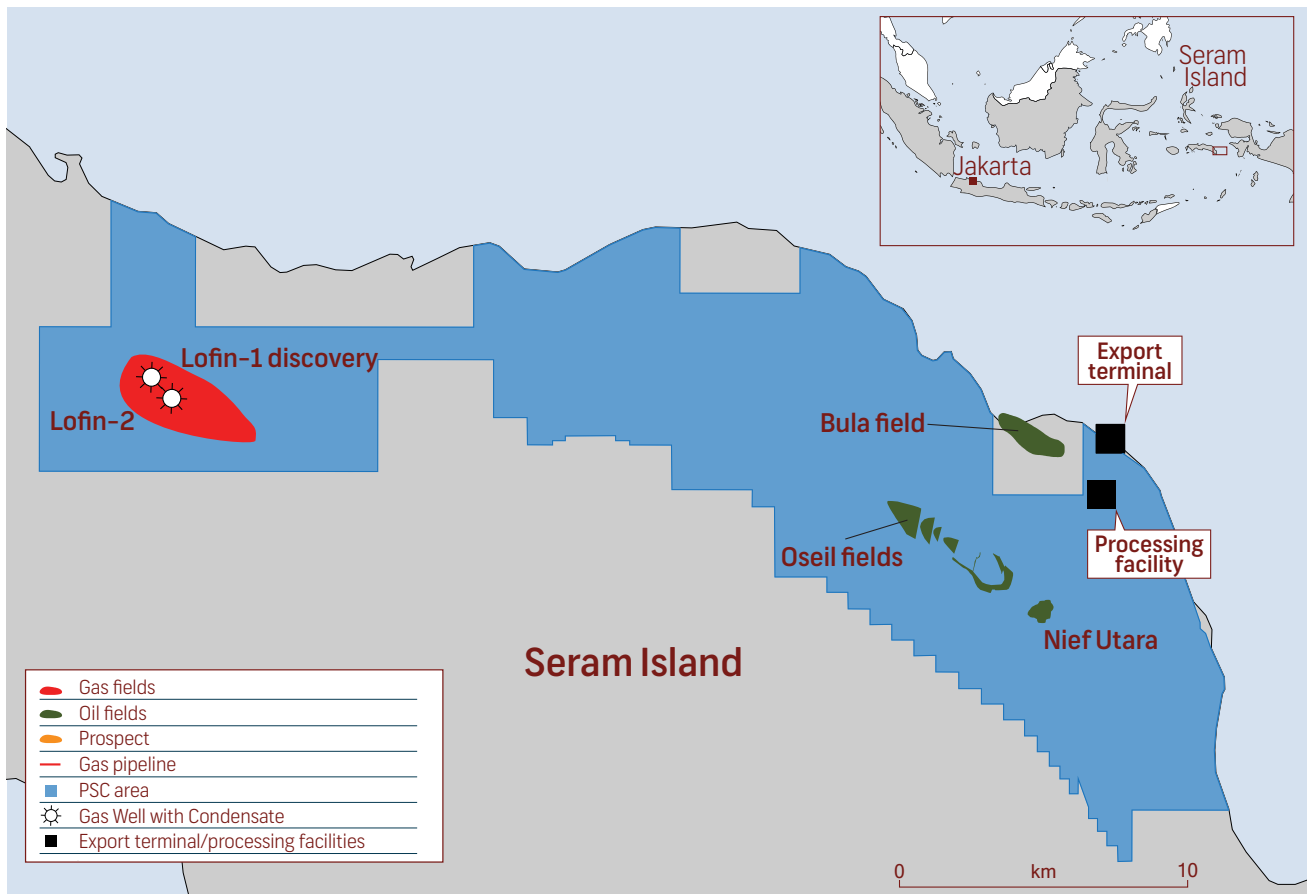 Seram
Island
Jakarta
Lofin-1 discovery
Lofin-2
Export
terminal
Bula field
Processing
facility
Oseil fields
Nief Utara
Seram Island
Gas fields
Oil fields
Prospect
Gas pipeline
PSC area
Gas Well with Condensate
Export terminal/processing facilities
0 km 10